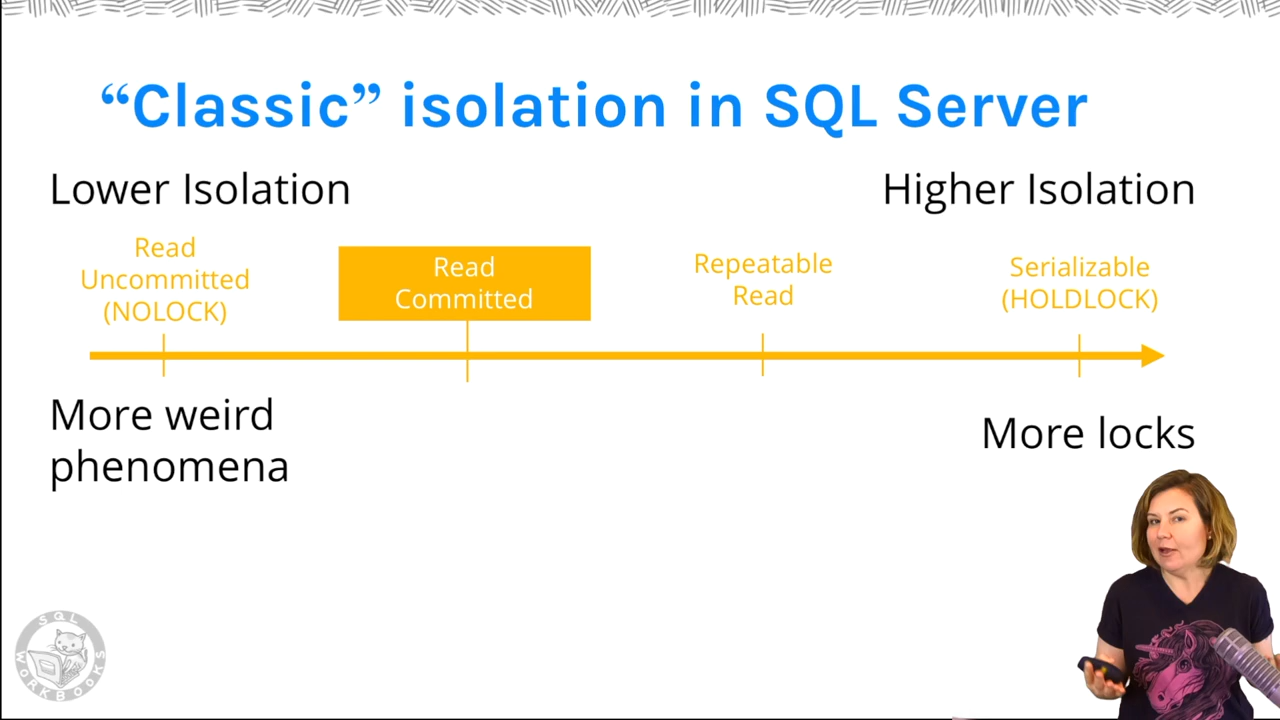 “Classic” isolation in SQL Server
Lower Isolation
Higher Isolation
Read
Uncommitted
(NOLOCK)
Read
Committed
Repeatable
Read
Serializable
(HOLDLOCK)
More weird
phenomena
More locks
SQL
WORKBOOKS